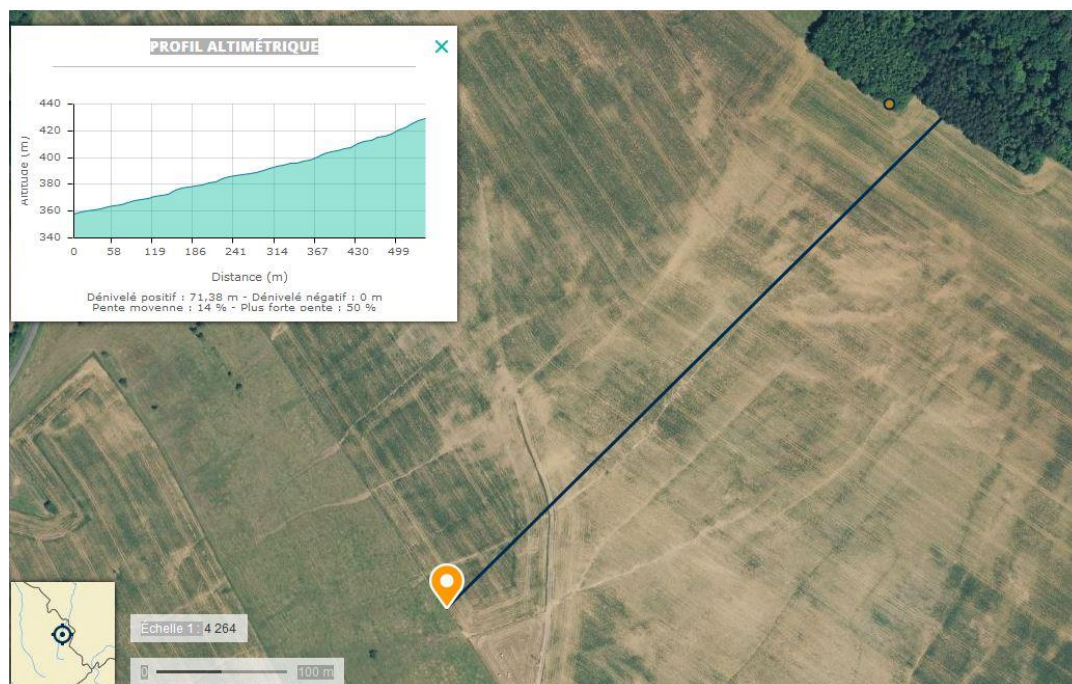 PROFIL ALTIMÉTRIQUE
440
420
400
380
360
340
Altitude (m)
0 58 119 186 241 314 367 430 499
Distance (m)
Dénivelé positif : 71,38 m - Dénivelé négatif : 0 m
Pente moyenne : 14 % - Plus forte pente : 50 %
Échelle 1 : 4 264
0 100 m